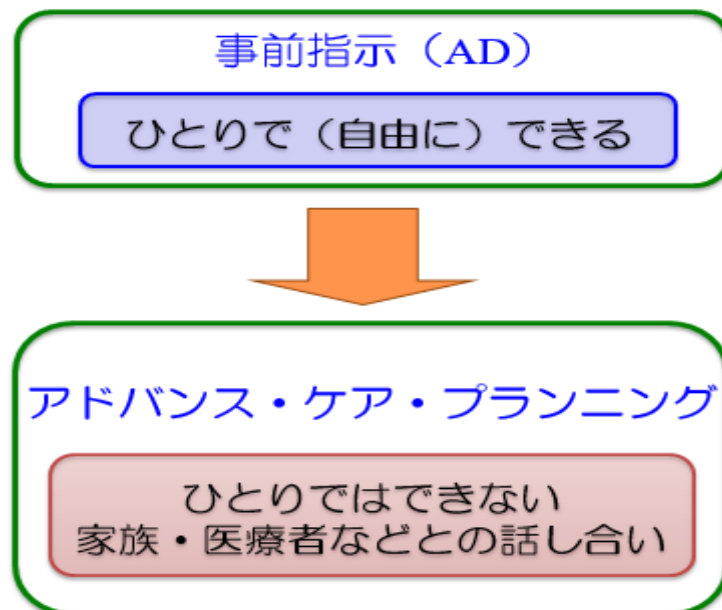 事前指示（AD）
ひとりで（自由に）できる
アドバンス・ケア・プランニング
ひとりではできない
家族・医療者などとの話し合い